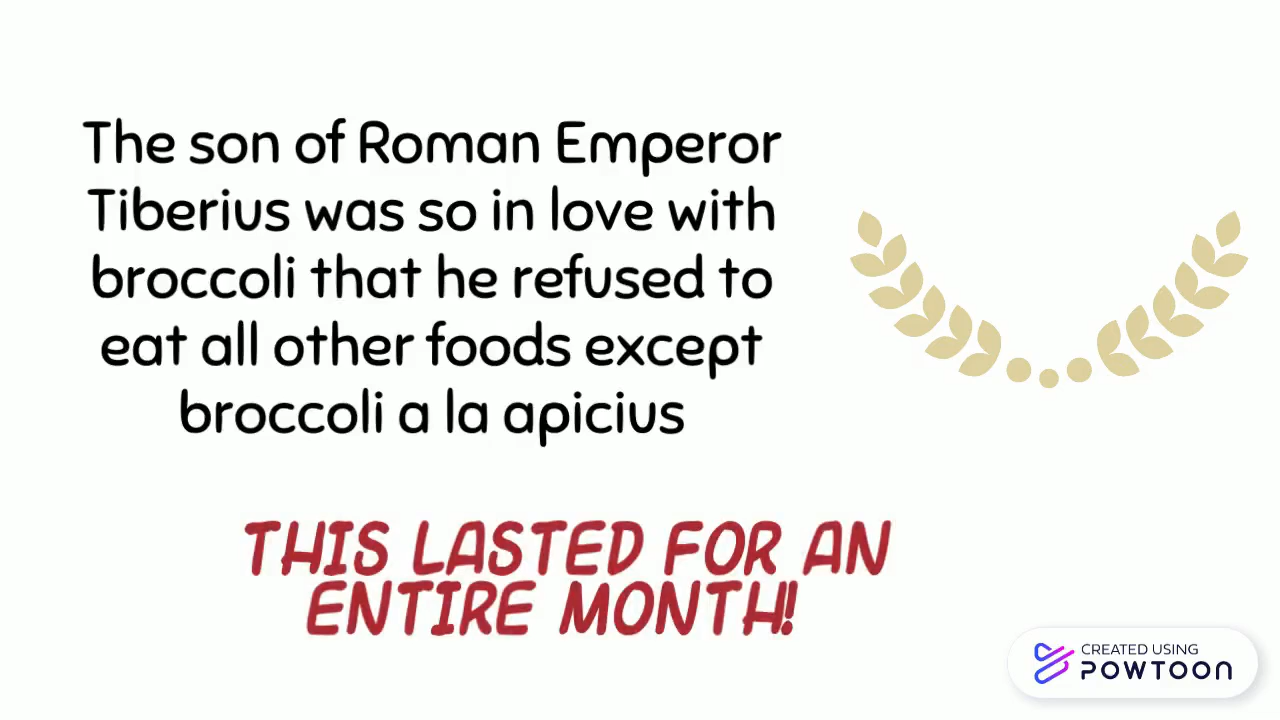 The son of Roman Emperor
Tiberius was so in love with
broccoli that he refused to
eat all other foods except
broccoli a la apicius
THIS LASTED FOR AN
ENTIRE MONTH!
CREATED USING
POWTOON